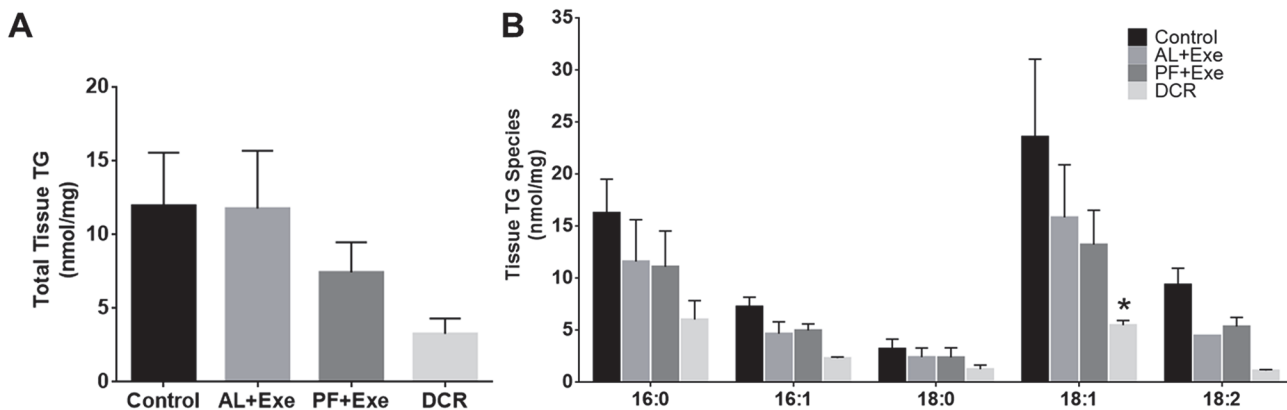 A
Total Tissue TG
(nmol/mg)
20
15
10
5
0
Control AL+Exe PF+Exe DCR
B
Tissue TG Species
(nmol/mg)
35
30
25
20
15
10
5
0
Control
AL+Exe
PF+Exe
DCR
*
16:0 16:1 18:0 18:1 18:2